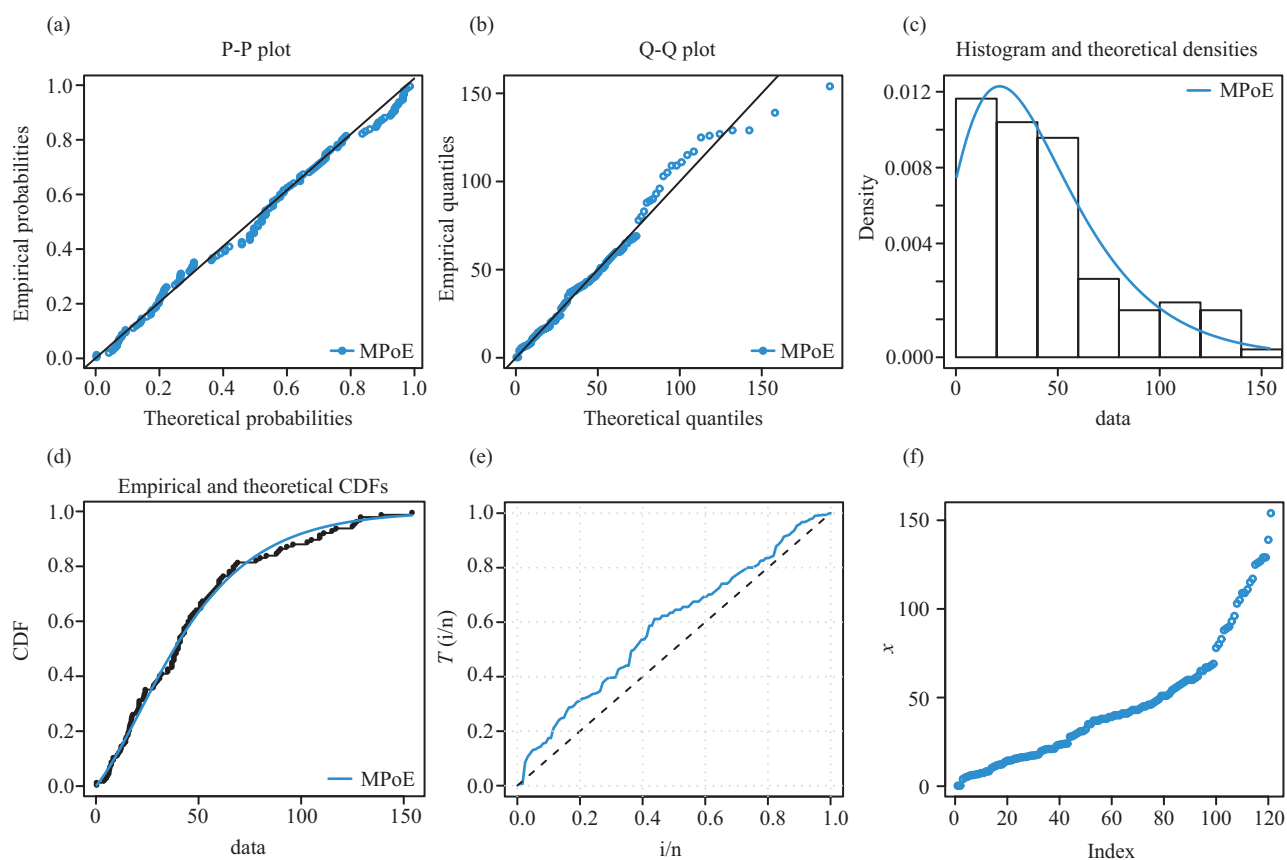 (a)
P-P plot
Empirical probabilities
1.0
0.8
0.6
0.4
0.2
0.0
MPoE
0.0 0.2 0.4 0.6 0.8 1.0
Theoretical probabilities
(b)
Q-Q plot
Empirical quantiles
150
100
50
0
MPoE
0 50 100 150
Theoretical quantiles
(c)
Histogram and theoretical densities
Density
0.012
0.008
0.004
0.000
MPoE
0 50 100 150
data
(d)
Empirical and theoretical CDFs
CDF
1.0
0.8
0.6
0.4
0.2
0.0
MPoE
0 50 100 150
data
(e)
T (i/n)
1.0
0.8
0.6
0.4
0.2
0.0
0.0 0.2 0.4 0.6 0.8 1.0
i/n
(f)
x
150
100
50
0
0 20 40 60 80 100 120
Index